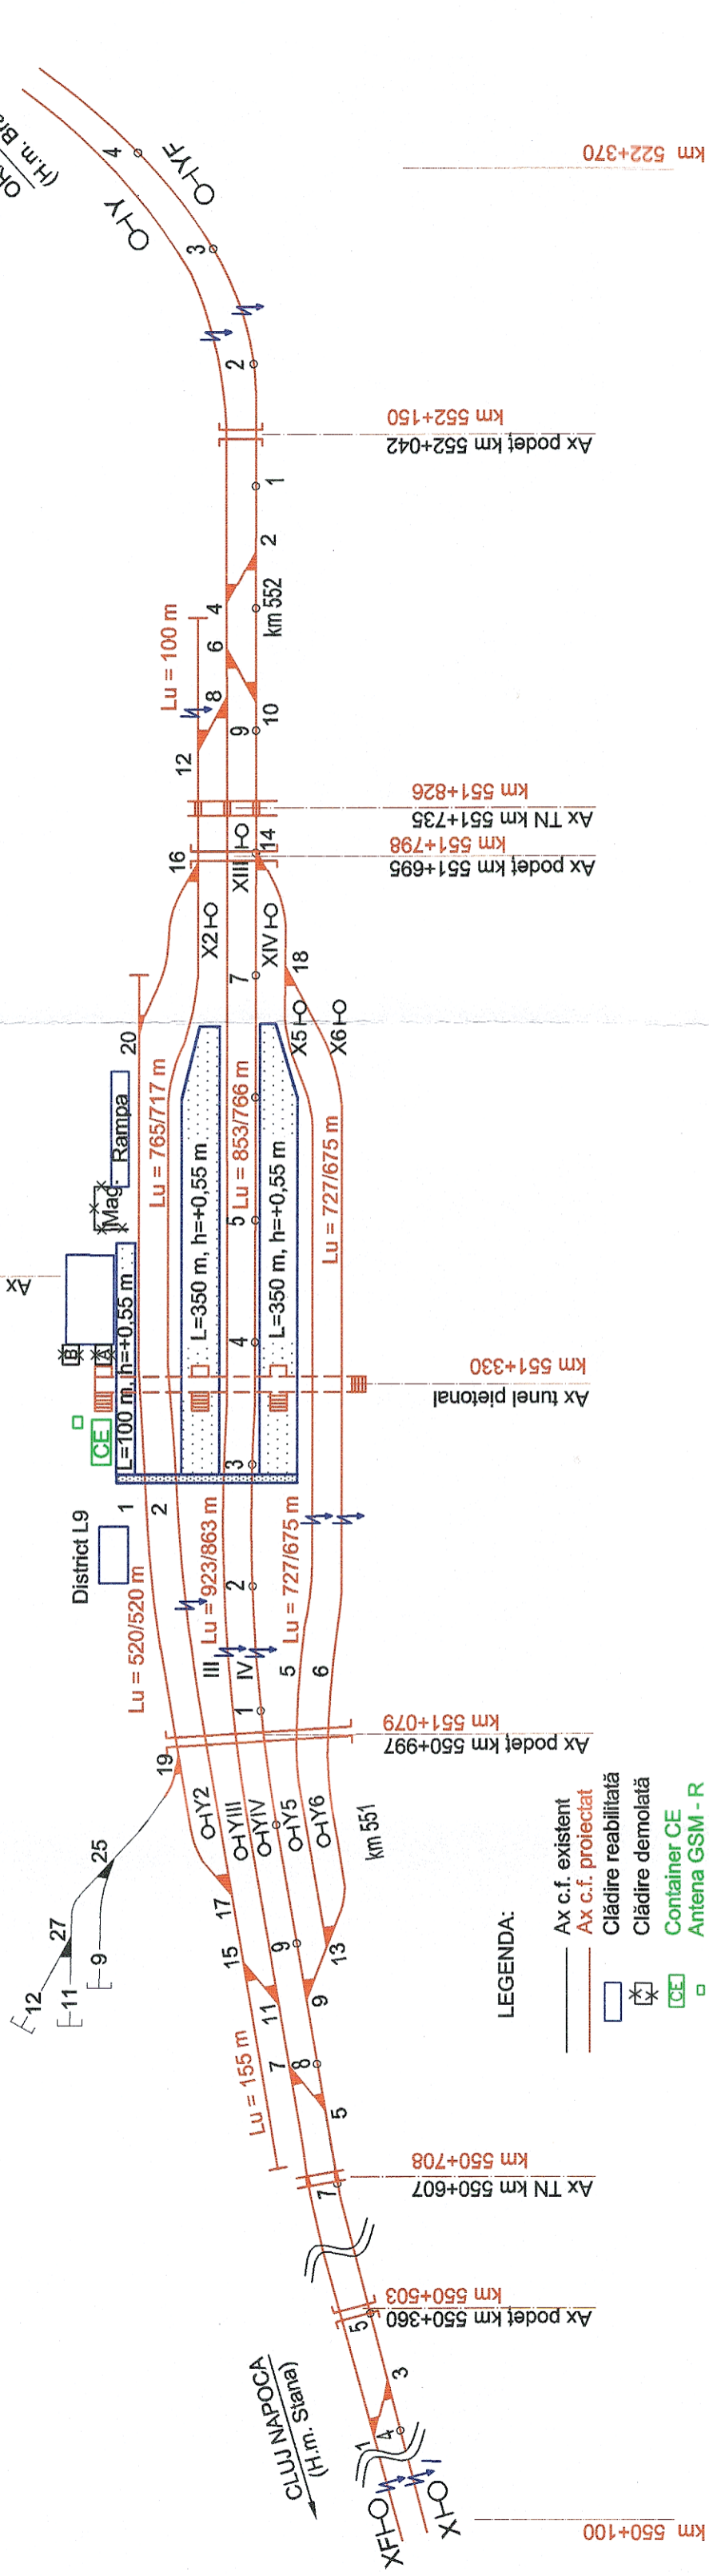 OR
(H.m. Bra
4
O-IYF
O-IY
3
km 522+370
2
km 552+150
Ax podeț km 552+042
1
2
km 552
4
Lu = 100 m
6
8
10
9
12
km 551+826
Ax TN km 551+735
14
XIII
16
km 551+798
Ax podeț km 551+695
X2
XIV
18
7
X5
X6
20
Lu = 765/717 m
Rampa
Mag.
Lu = 853/766 m
L=350 m, h=+0,55 m
L=350 m, h=+0,55 m
Lu = 727/675 m
5
Ax
B
A
L=100 m, h=+0,55 m
4
km 551+330
Ax tunel pietonal
CE
3
1
2
District L9
Lu = 520/520 m
Lu = 923/863 m
Lu = 727/675 m
2
III
IV
5
6
1
km 551+079
Ax podeț km 550+997
19
Y2
YIII
YIV
Y5
Y6
km 551
25
27
17
15
9
12
11
9
13
11
9
7
8
5
Lu = 155 m
km 550+708
Ax TN km 550+607
7
km 550+503
Ax podeț km 550+360
5
CLUJ NAPOCA
(H.m. Stana)
3
1
4
XF
X
km 550+100
LEGENDA:
Ax c.f. existent
Ax c.f. proiectat
Clădire reabilitată
Clădire demolată
CE
Container CE
Antena GSM - R